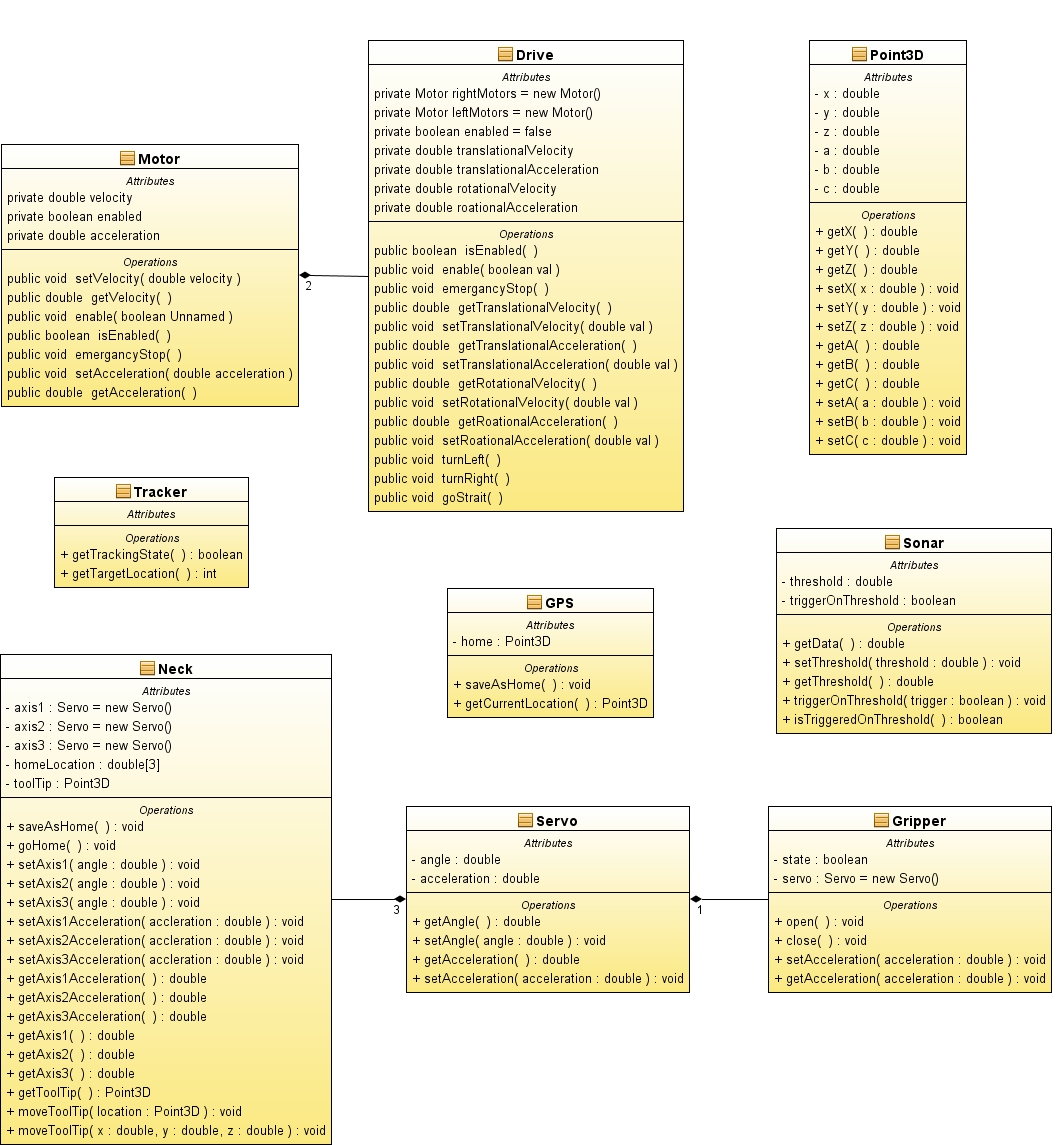 Drive
Attributes
private Motor rightMotors = new Motor()
private Motor leftMotors = new Motor()
private boolean enabled = false
private double translationalVelocity
private double translationalAcceleration
private double rotationalVelocity
private double roationalAcceleration
Operations
public boolean isEnabled( )
public void enable( boolean val )
public void emergancyStop( )
public double getTranslationalVelocity( )
public void setTranslationalVelocity( double val )
public double getTranslationalAcceleration( )
public void setTranslationalAcceleration( double val )
public double getRotationalVelocity( )
public void setRotationalVelocity( double val )
public double getRoationalAcceleration( )
public void setRoationalAcceleration( double val )
public void turnLeft( )
public void turnRight( )
public void goStrait( )
Point3D
Attributes
- x : double
- y : double
- z : double
- a : double
- b : double
- c : double
Operations
+ getX( ) : double
+ getY( ) : double
+ getZ( ) : double
+ setX( x : double ) : void
+ setY( y : double ) : void
+ setZ( z : double ) : void
+ getA( ) : double
+ getB( ) : double
+ getC( ) : double
+ setA( a : double ) : void
+ setB( b : double ) : void
+ setC( c : double ) : void
Motor
Attributes
private double velocity
private boolean enabled
private double acceleration
Operations
public void setVelocity( double velocity )
public double getVelocity( )
public void enable( boolean Unnamed )
public boolean isEnabled( )
public void emergancyStop( )
public void setAcceleration( double acceleration )
public double getAcceleration( )
2
Tracker
Attributes
Operations
+ getTrackingState( ) : boolean
+ getTargetLocation( ) : int
Sonar
Attributes
- threshold : double
- triggerOnThreshold : boolean
Operations
+ getData( ) : double
+ setThreshold( threshold : double ) : void
+ getThreshold( ) : double
+ triggerOnThreshold( trigger : boolean ) : void
+ isTriggeredOnThreshold( ) : boolean
GPS
Attributes
- home : Point3D
Operations
+ saveAsHome( ) : void
+ getCurrentLocation( ) : Point3D
Neck
Attributes
- axis1 : Servo = new Servo()
- axis2 : Servo = new Servo()
- axis3 : Servo = new Servo()
- homeLocation : double[3]
- toolTip : Point3D
Operations
+ saveAsHome( ) : void
+ goHome( ) : void
+ setAxis1( angle : double ) : void
+ setAxis2( angle : double ) : void
+ setAxis3( angle : double ) : void
+ setAxis1Acceleration( accleration : double ) : void
+ setAxis2Acceleration( accleration : double ) : void
+ setAxis3Acceleration( accleration : double ) : void
+ getAxis1Acceleration( ) : double
+ getAxis2Acceleration( ) : double
+ getAxis3Acceleration( ) : double
+ getAxis1( ) : double
+ getAxis2( ) : double
+ getAxis3( ) : double
+ getToolTip( ) : Point3D
+ moveToolTip( location : Point3D ) : void
+ moveToolTip( x : double, y : double, z : double ) : void
3
Servo
Attributes
- angle : double
- acceleration : double
Operations
+ getAngle( ) : double
+ setAngle( angle : double ) : void
+ getAcceleration( ) : double
+ setAcceleration( acceleration : double ) : void
1
Gripper
Attributes
- state : boolean
- servo : Servo = new Servo()
Operations
+ open( ) : void
+ close( ) : void
+ setAcceleration( acceleration : double ) : void
+ getAcceleration( acceleration : double ) : void